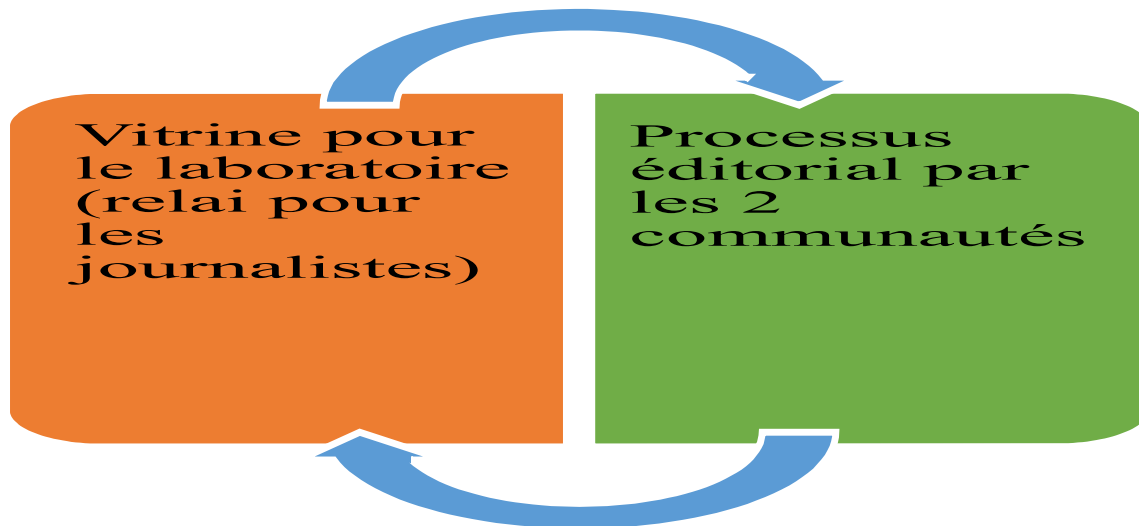 Vitrine pour
le laboratoire
(relai pour
les
journalistes)
Processus
éditorial par
les 2
communautés